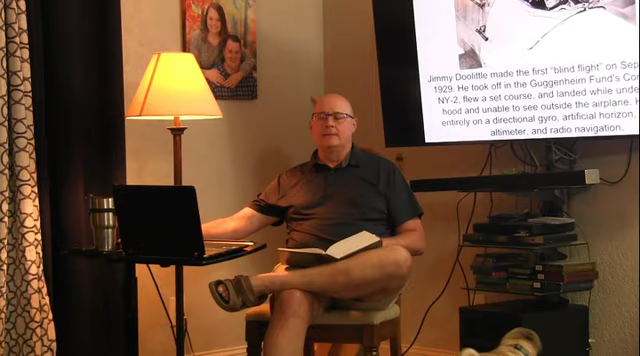 Jimmy Doolittle made the first "blind flight" on Sep
1929. He took off in the Guggenheim Fund's Co
NY-2, flew a set course, and landed while unde
hood and unable to see outside the airplane. H
entirely on a directional gyro, artificial horizon,
altimeter, and radio navigation.